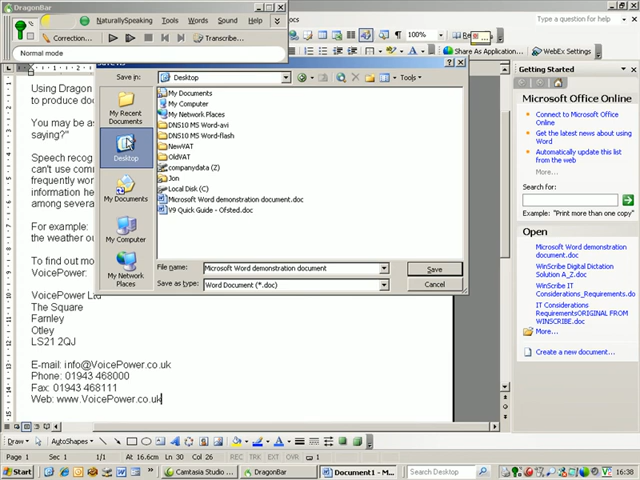 DragonBar
NaturallySpeaking Tools Words Sound Help
Correction... Transcribe...
Normal mode
Docs
Type a question for help
100%
Share As Application... WebEx Settings
Save in: Desktop
Tools
My Recent Documents
Desktop
My Documents
My Computer
My Network Places
My Documents
My Computer
My Network Places
DNS10 MS Word-avi
DNS10 MS Word-flash
NewVAT
OldVAT
companydata (Z)
Jon
Local Disk (C)
Microsoft Word demonstration document.doc
V9 Quick Guide - Ofsted.doc
File name: Microsoft Word demonstration document
Save as type: Word Document (*.doc)
Save
Cancel
Using Dragon
to produce doc
You may be as
saying?"
Speech recog
can't use com
frequently wor
information he
among severa
For example:
the weather ou
To find out mo
VoicePower:
VoicePower Ltd
The Square
Farnley
Otley
LS21 2QJ
E-mail: info@VoicePower.co.uk
Phone: 01943 468000
Fax: 01943 468111
Web: www.VoicePower.co.uk
Getting Started
Microsoft Office Online
Connect to Microsoft Office Online
Get the latest news about using Word
Automatically update this list from the web
More...
Search for:
Example: "Print more than one copy"
Open
Microsoft Word demonstration document.doc
WinScribe Digital Dictation Solution A_Z.doc
WinScribe IT Considerations_Requirements.do
IT Considerations RequirementsORIGINAL FROM WINSCRIBE.doc
More...
Create a new document...
Draw AutoShapes
Page 1 Sec 1 1/1 At 16.6cm Ln 30 Col 26 REC TRK EXT OVR
Start Camtasia Studio ... DragonBar Document1 - M... Search Desktop 16:38